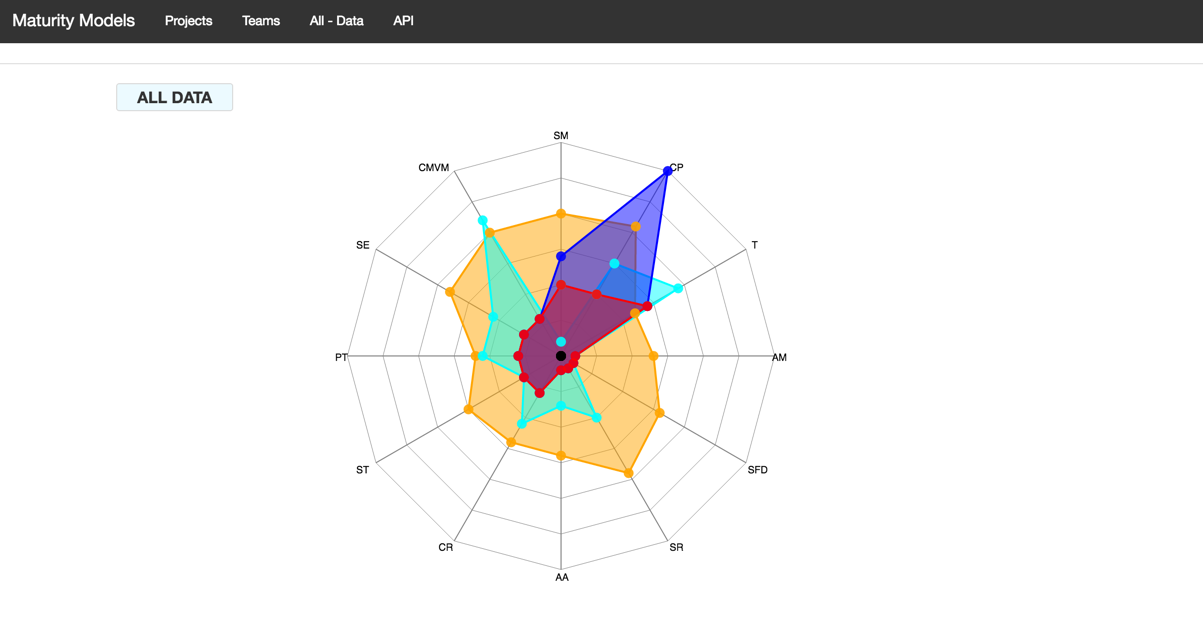 Maturity Models Projects Teams All - Data API
ALL DATA
SM
CMVM
CP
SE
T
PT
AM
ST
SFD
CR
SR
AA